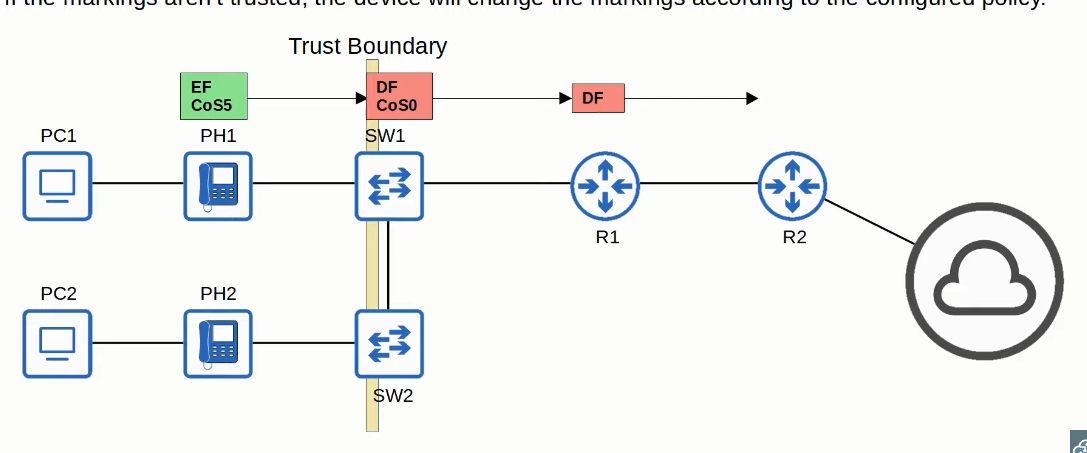 If the markings aren't trusted, the device will change the markings according to the configured policy.
Trust Boundary
EF
CoS5
DF
CoS0
DF
PC1
PH1
SW1
R1
R2
PC2
PH2
SW2